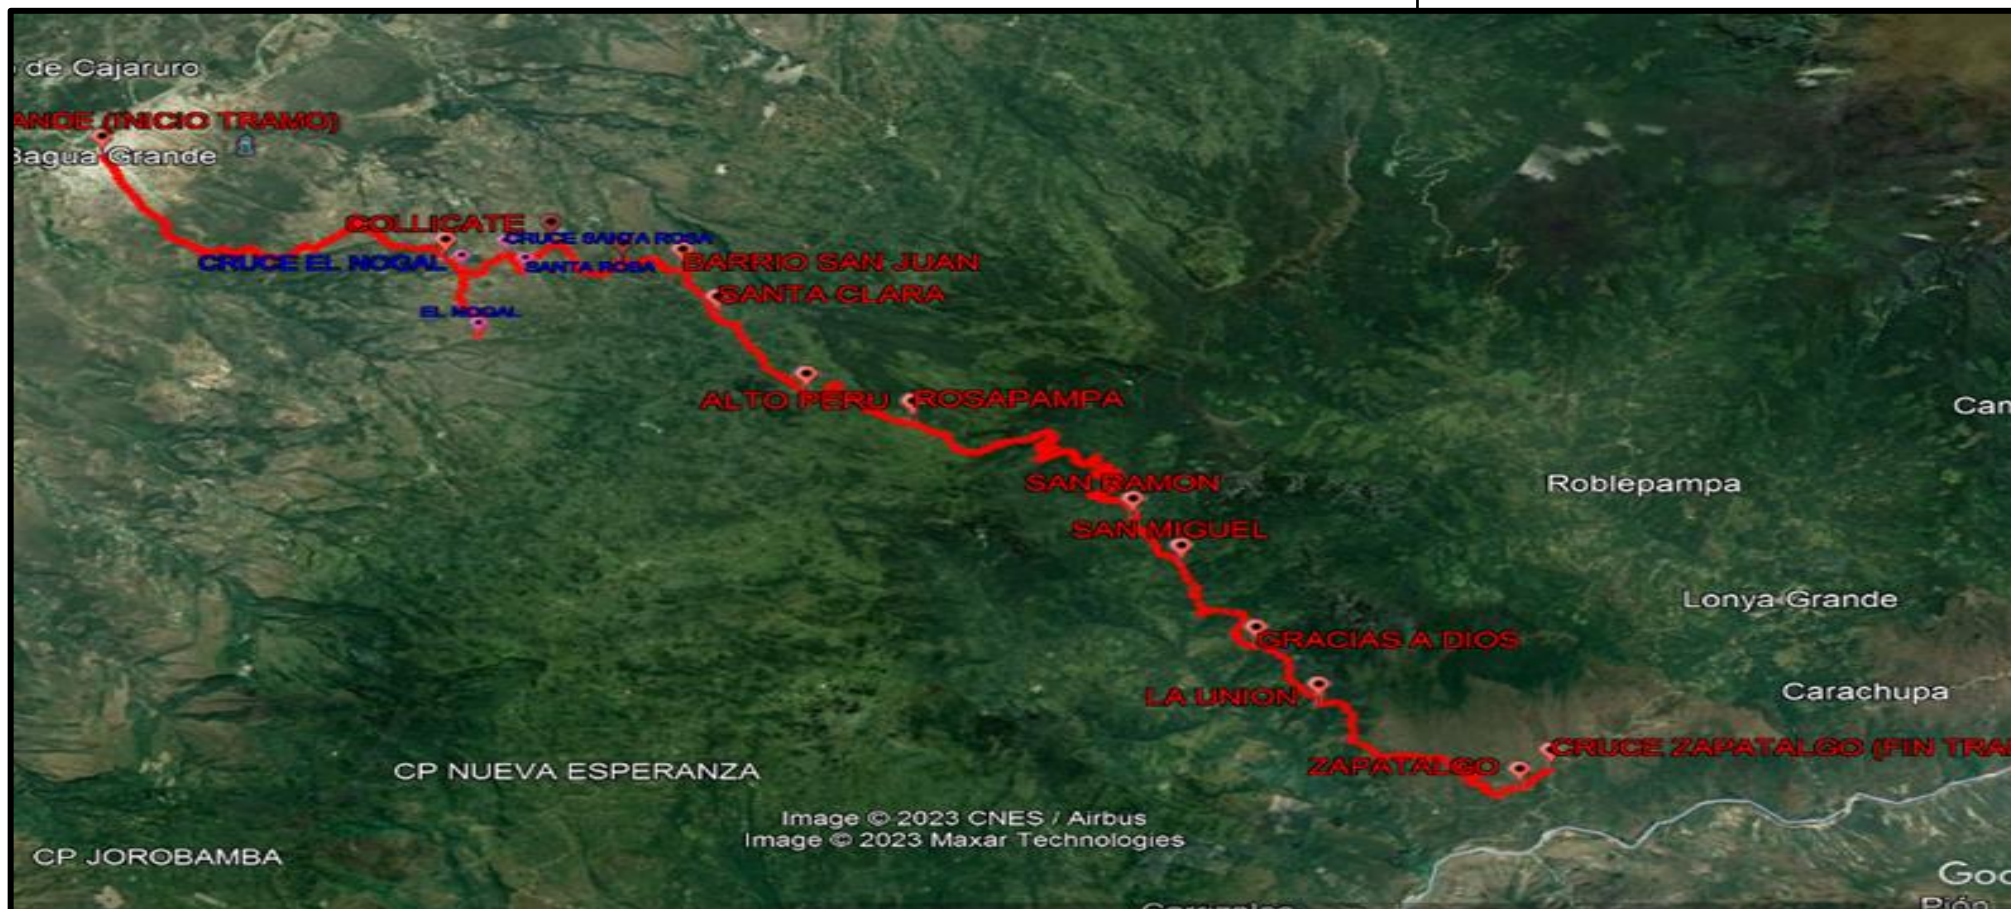 de Cajaruro
ANDE (INICIO TRAMO)
Bagua Grande
COLLICATE
CRUCE SANTA ROSA
CRUCE EL NOGAL
SANTA ROSA
BARRIO SAN JUAN
SANTA CLARA
EL NOGAL
ALTO PERU
ROSAPAMPA
Can
SAN RAMON
Roblepampa
SAN MIGUEL
Lonya Grande
GRACIAS A DIOS
LA UNION
Carachupa
CRUCE ZAPATALGO (FIN TRA
ZAPATALGO
CP NUEVA ESPERANZA
Image © 2023 CNES / Airbus
Image © 2023 Maxar Technologies
CP JOROBAMBA
Goo
Pión